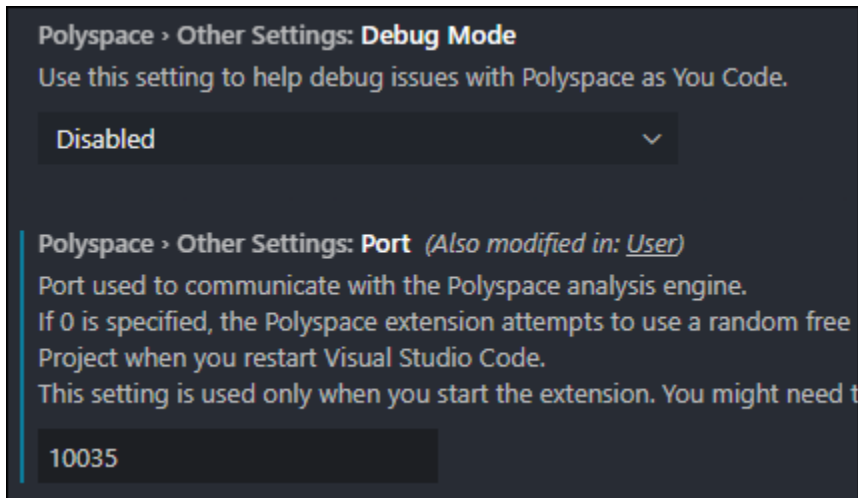 Polyspace › Other Settings: Debug Mode
Use this setting to help debug issues with Polyspace as You Code.
Disabled
Polyspace › Other Settings: Port (Also modified in: User)
Port used to communicate with the Polyspace analysis engine.
If 0 is specified, the Polyspace extension attempts to use a random free
Project when you restart Visual Studio Code.
This setting is used only when you start the extension. You might need t
10035